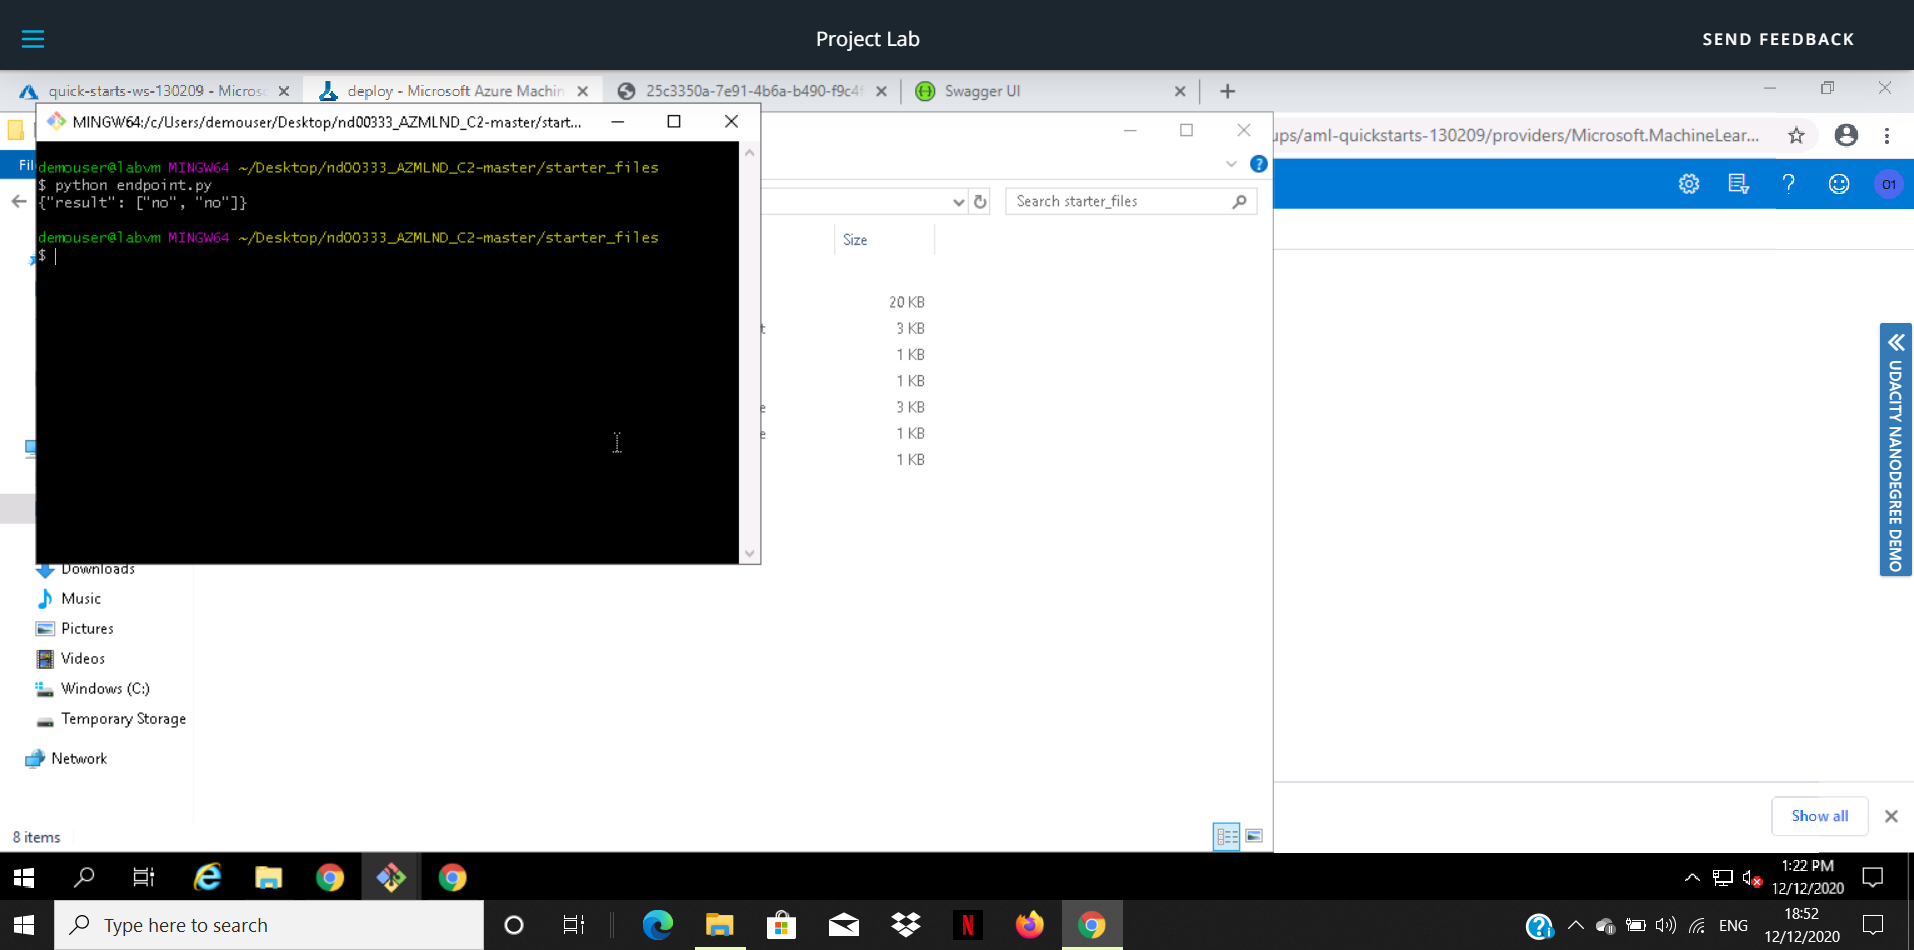 Project Lab
SEND FEEDBACK
quick-starts-ws-130209 - Micros
deploy - Microsoft Azure Machin
25c3350a-7e91-4b6a-b490-f9c4f
Swagger UI
MINGW64:/c/Users/demouser/Desktop/nd00333_AZMLND_C2-master/start...
ups/aml-quickstarts-130209/providers/Microsoft.MachineLear...
Fil
demouser@labvm MINGW64 ~/Desktop/nd00333_AZMLND_C2-master/starter_files
$ python endpoint.py
{"result": ["no", "no"]}
demouser@labvm MINGW64 ~/Desktop/nd00333_AZMLND_C2-master/starter_files
$
Search starter_files
01
Size
20 KB
3 KB
1 KB
1 KB
3 KB
1 KB
1 KB
UDACITY NANODEGREE DEMO
Downloads
Music
Pictures
Videos
Windows (C:)
Temporary Storage
Network
8 items
Show all
1:22 PM
12/12/2020
Type here to search
ENG
18:52
12/12/2020